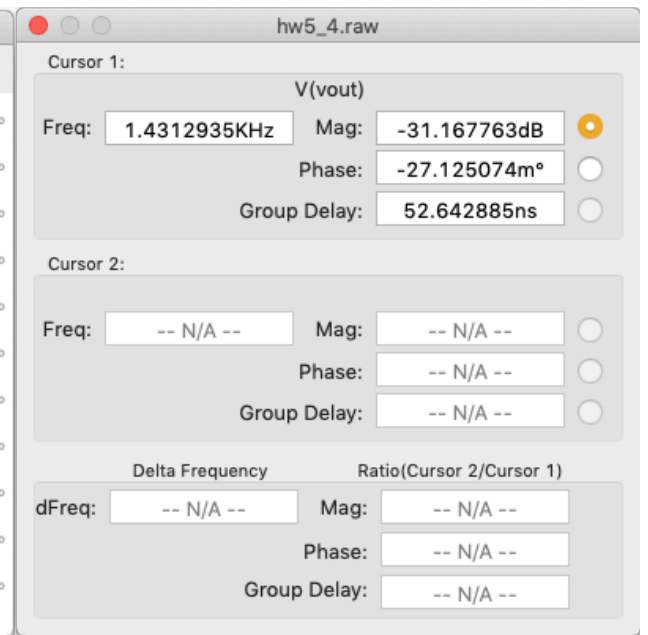 hw5_4.raw
Cursor 1:
V(vout)
Freq: 1.4312935KHz Mag: -31.167763dB
Phase: -27.125074m°
Group Delay: 52.642885ns
Cursor 2:
Freq: -- N/A -- Mag: -- N/A --
Phase: -- N/A --
Group Delay: -- N/A --
Delta Frequency Ratio(Cursor 2/Cursor 1)
dFreq: -- N/A -- Mag: -- N/A --
Phase: -- N/A --
Group Delay: -- N/A --